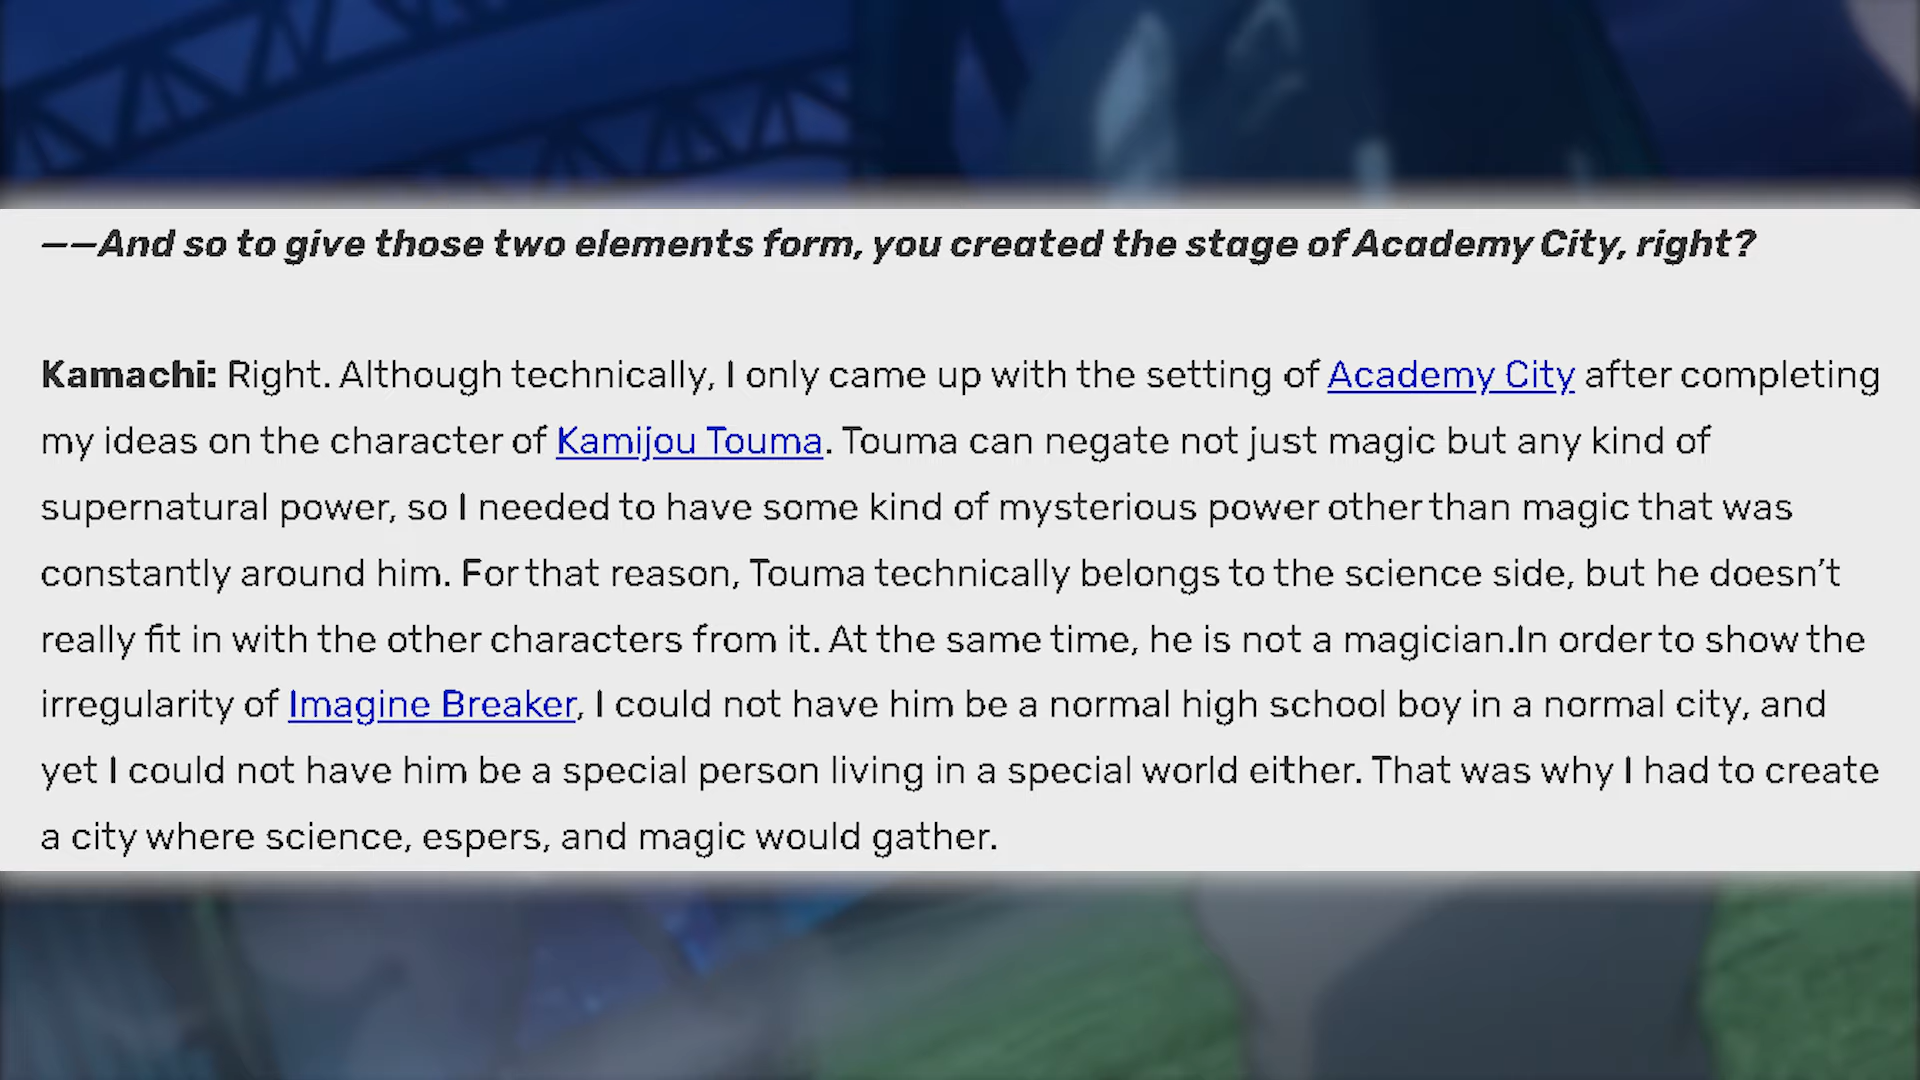 ——And so to give those two elements form, you created the stage of Academy City, right?
Kamachi: Right. Although technically, I only came up with the setting of Academy City after completing
my ideas on the character of Kamijou Touma. Touma can negate not just magic but any kind of
supernatural power, so I needed to have some kind of mysterious power other than magic that was
constantly around him. For that reason, Touma technically belongs to the science side, but he doesn’t
really fit in with the other characters from it. At the same time, he is not a magician.In order to show the
irregularity of Imagine Breaker, I could not have him be a normal high school boy in a normal city, and
yet I could not have him be a special person living in a special world either. That was why I had to create
a city where science, espers, and magic would gather.